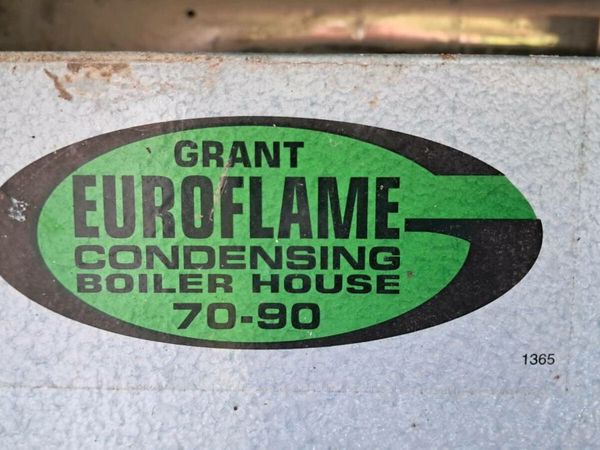 GRANT
EUROFLAME
CONDENSING
BOILER HOUSE
70-90
1365